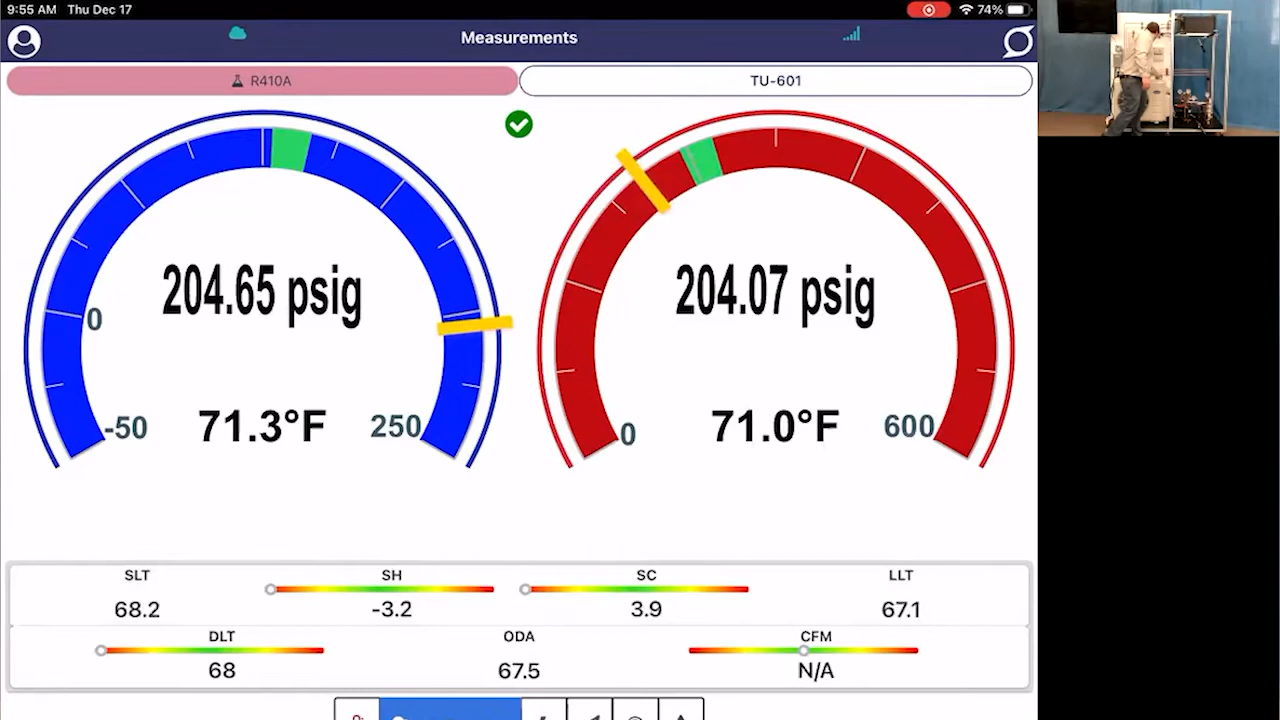 9:55 AM Thu Dec 17
74%
Measurements
R410A
TU-601
204.65 psig
204.07 psig
0
-50
71.3°F
250
0
71.0°F
600
SLT
SH
SC
LLT
68.2
-3.2
3.9
67.1
DLT
ODA
CFM
68
67.5
N/A